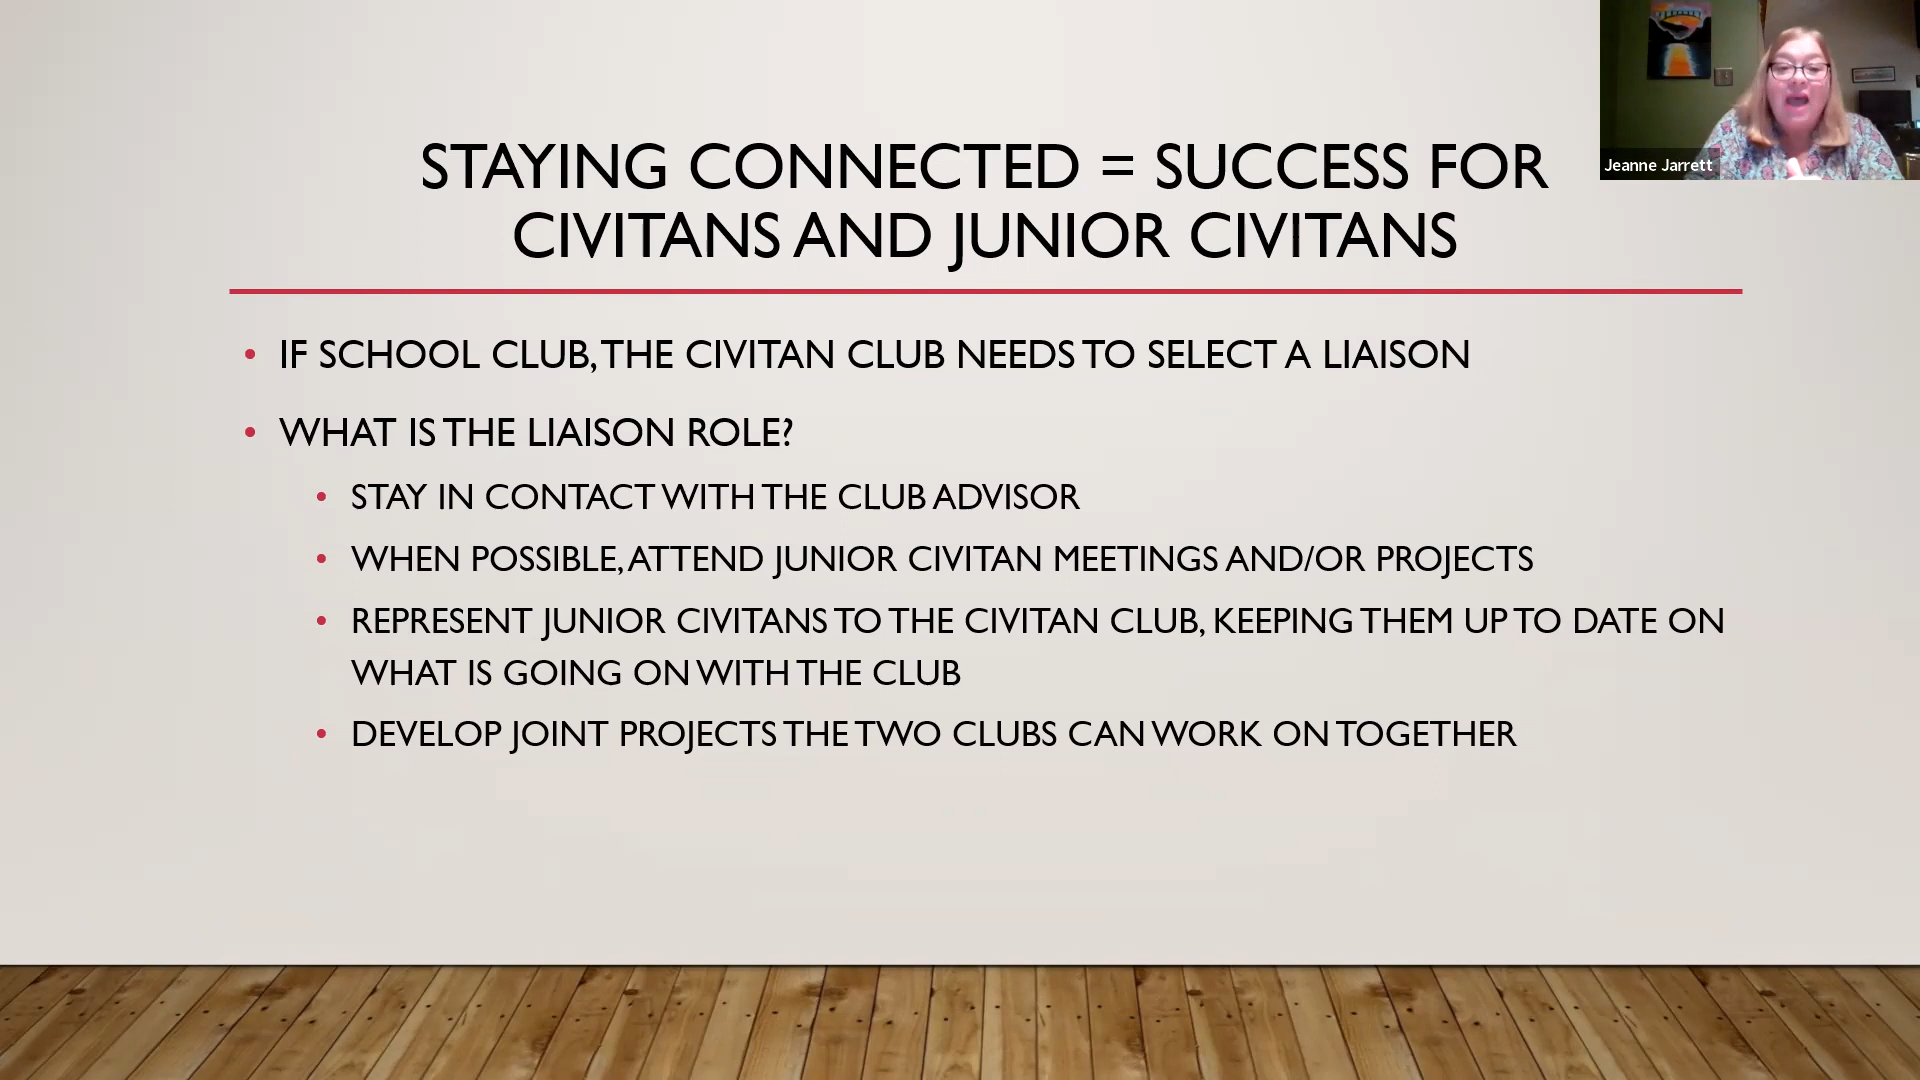 STAYING CONNECTED = SUCCESS FOR
CIVITANS AND JUNIOR CIVITANS
Jeanne Jarrett
• IF SCHOOL CLUB, THE CIVITAN CLUB NEEDS TO SELECT A LIAISON
• WHAT IS THE LIAISON ROLE?
• STAY IN CONTACT WITH THE CLUB ADVISOR
• WHEN POSSIBLE, ATTEND JUNIOR CIVITAN MEETINGS AND/OR PROJECTS
• REPRESENT JUNIOR CIVITANS TO THE CIVITAN CLUB, KEEPING THEM UP TO DATE ON
WHAT IS GOING ON WITH THE CLUB
• DEVELOP JOINT PROJECTS THE TWO CLUBS CAN WORK ON TOGETHER